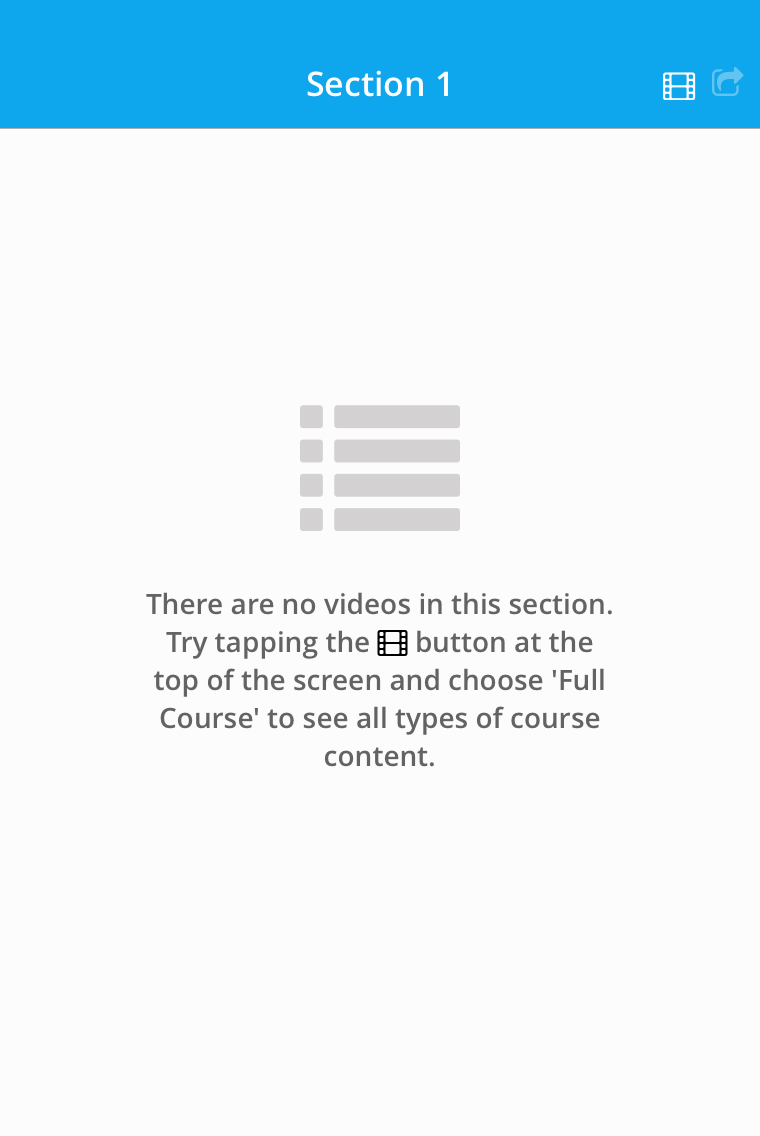 Section 1
There are no videos in this section.
Try tapping the button at the
top of the screen and choose 'Full
Course' to see all types of course
content.